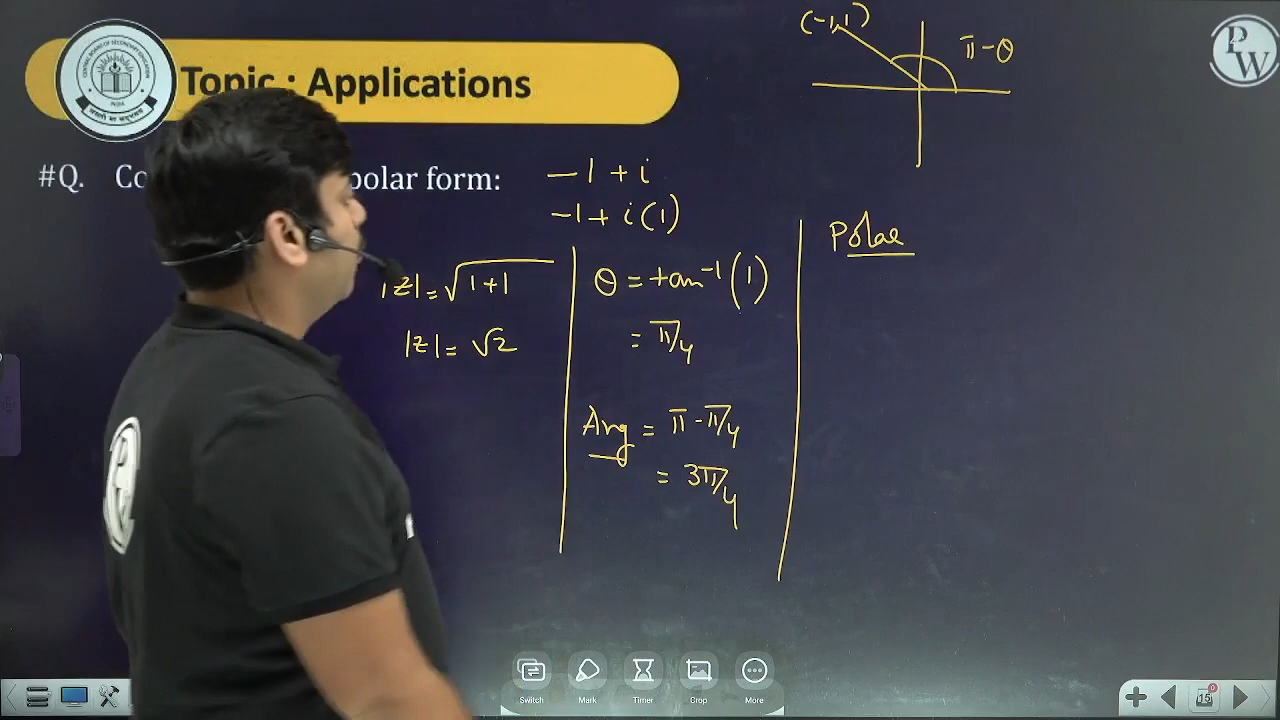 Topic : Applications
#Q. Co polar form:
−1 + i
−1 + i(1)
|z| = √1+1
|z| = √2
θ = tan⁻¹(1)
= π/4
Arg = π − π/4
= 3π/4
Polar
(−1,1)
π−θ
PW
Switch
Mark
Timer
Crop
More
15